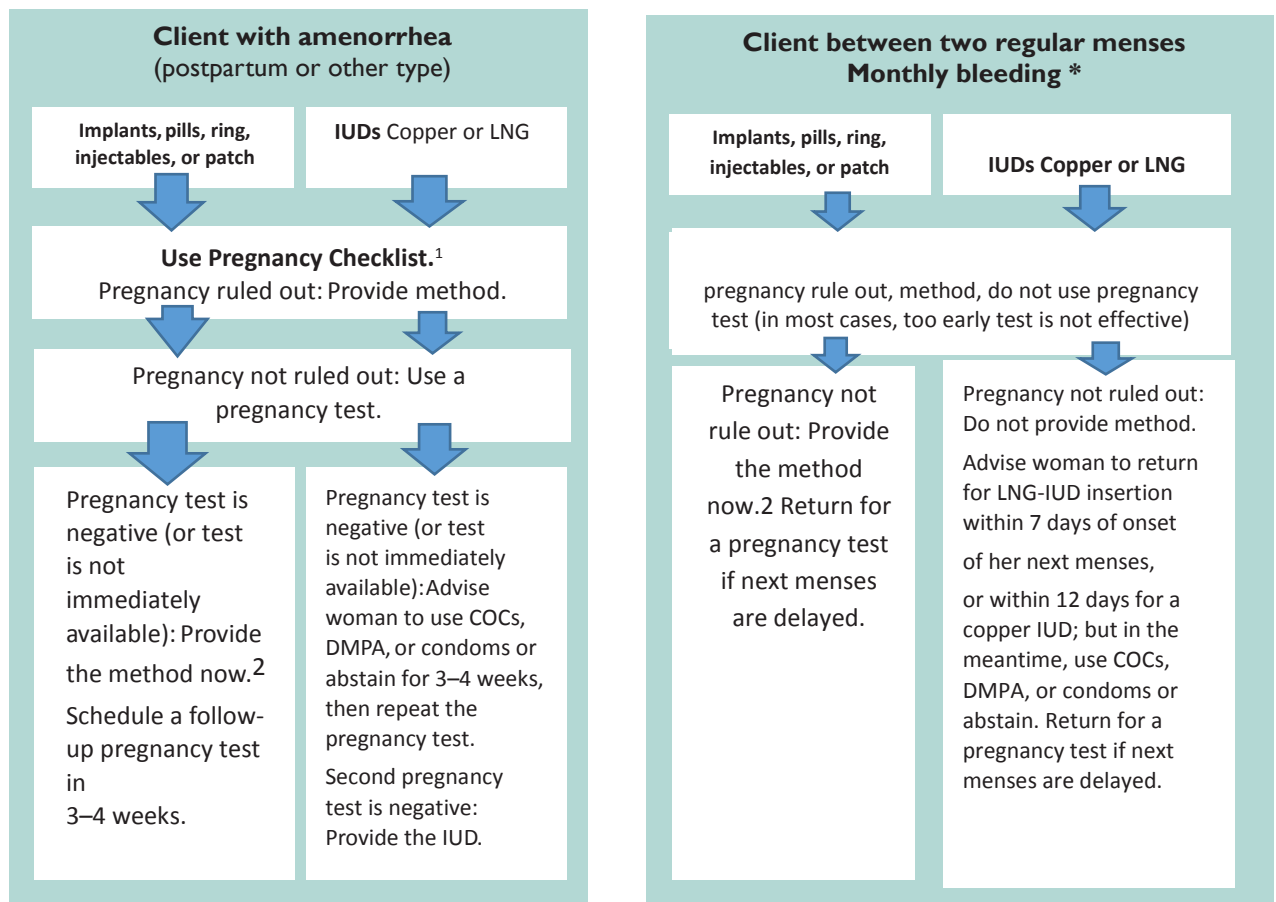 Client with amenorrhea
(postpartum or other type)
Implants, pills, ring,
injectables, or patch
IUDs Copper or LNG
Use Pregnancy Checklist.1
Pregnancy ruled out: Provide method.
Pregnancy not ruled out: Use a
pregnancy test.
Pregnancy test is
negative (or test
is not
immediately
available): Provide
the method now.2
Schedule a follow-
up pregnancy test
in
3–4 weeks.
Pregnancy test is
negative (or test
is not immediately
available): Advise
woman to use COCs,
DMPA, or condoms or
abstain for 3–4 weeks,
then repeat the
pregnancy test.
Second pregnancy
test is negative:
Provide the IUD.
Client between two regular menses
Monthly bleeding *
Implants, pills, ring,
injectables, or patch
IUDs Copper or LNG
pregnancy rule out, method, do not use pregnancy
test (in most cases, too early test is not effective)
Pregnancy not
rule out: Provide
the method
now.2 Return for
a pregnancy test
if next menses
are delayed.
Pregnancy not ruled out:
Do not provide method.
Advise woman to return
for LNG-IUD insertion
within 7 days of onset
of her next menses,
or within 12 days for a
copper IUD; but in the
meantime, use COCs,
DMPA, or condoms or
abstain. Return for a
pregnancy test if next
menses are delayed.